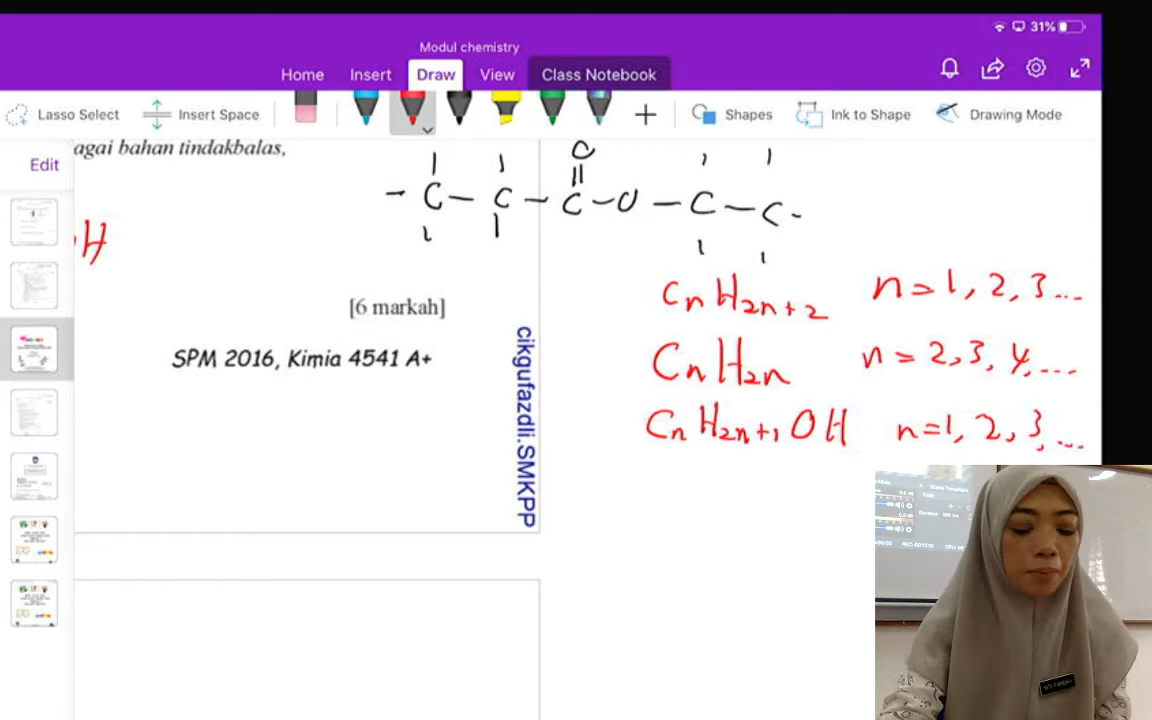 31%
Modul chemistry
Home Insert Draw View Class Notebook
Lasso Select Insert Space Shapes Ink to Shape Drawing Mode
Edit
agai bahan tindakbalas,
O
- C - C - C - O - C - C -
H
[6 markah]
SPM 2016, Kimia 4541 A+
cikgufazdli.SMKPP
CnH2n+2 n=1, 2, 3...
CnH2n n = 2, 3, 4, ...
CnH2n+1OH n=1, 2, 3, ...